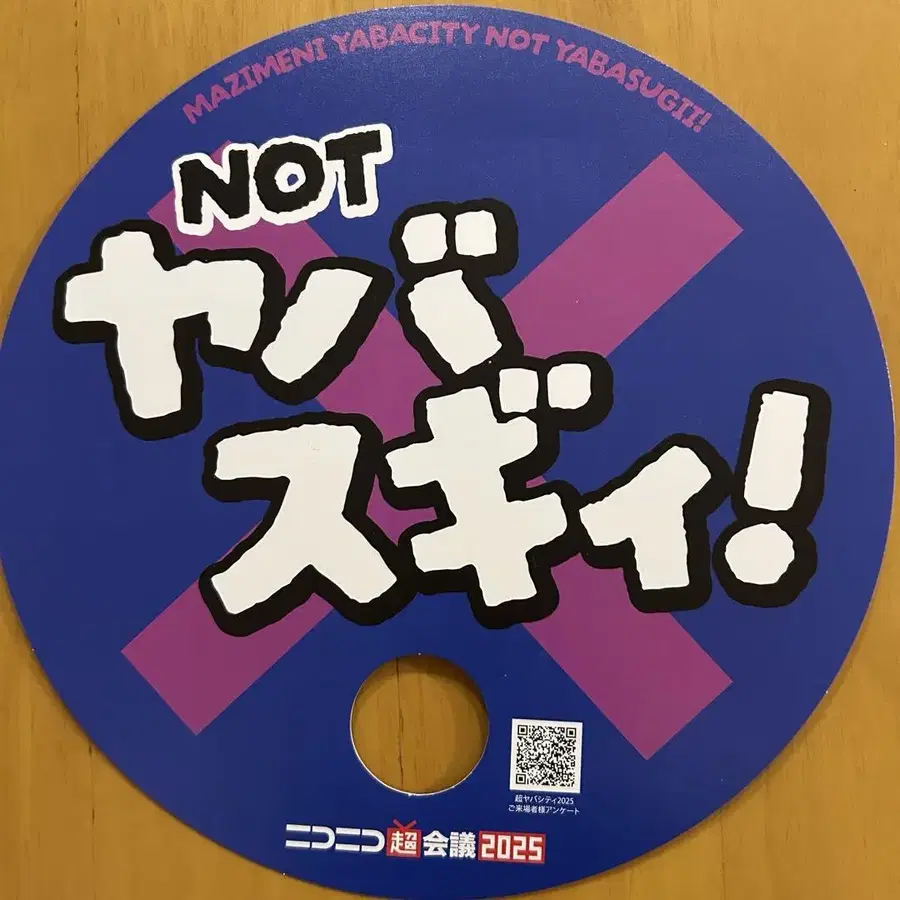 MAZIMENI YABACITY NOT YABASUGII!
NOT
ヤバ
スギィ!
超ヤバシティ2025
ご来場者様アンケート
ニコニコ超会議2025